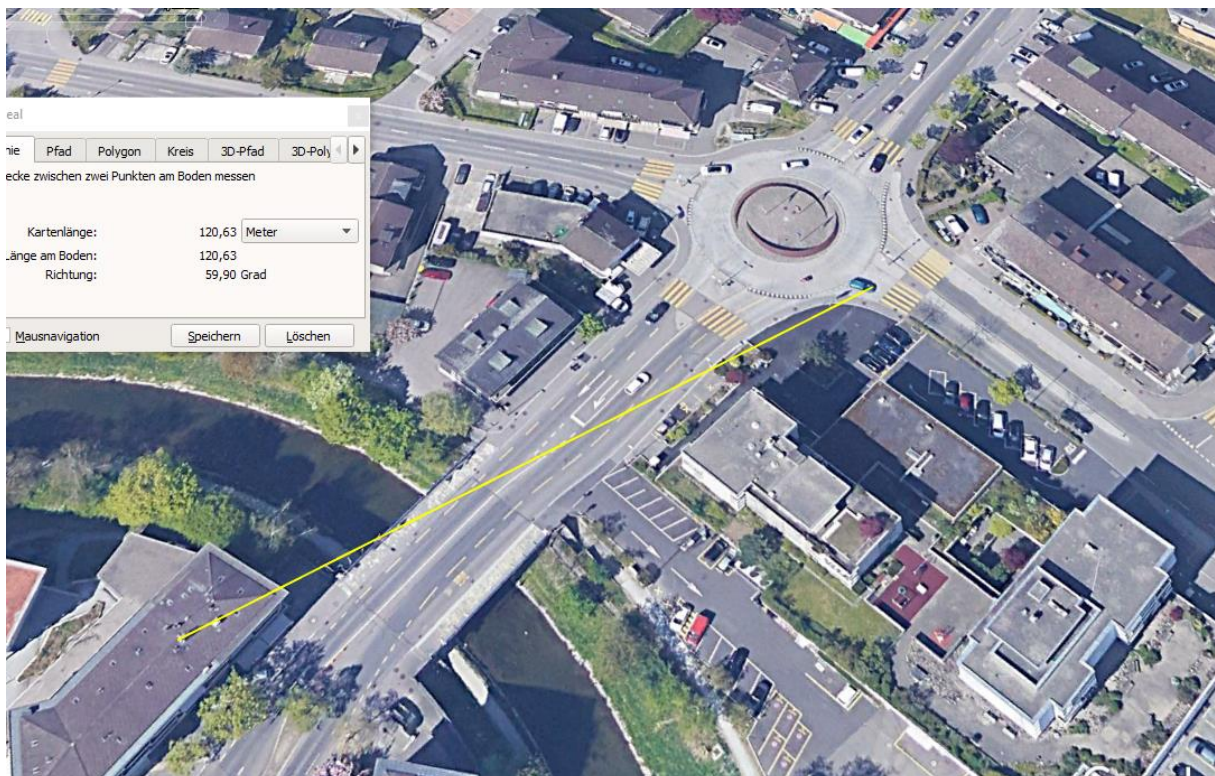 eal
nie Pfad Polygon Kreis 3D-Pfad 3D-Poly
ecke zwischen zwei Punkten am Boden messen
Kartenlänge: 120,63 Meter
Länge am Boden: 120,63
Richtung: 59,90 Grad
Mausnavigation Speichern Löschen